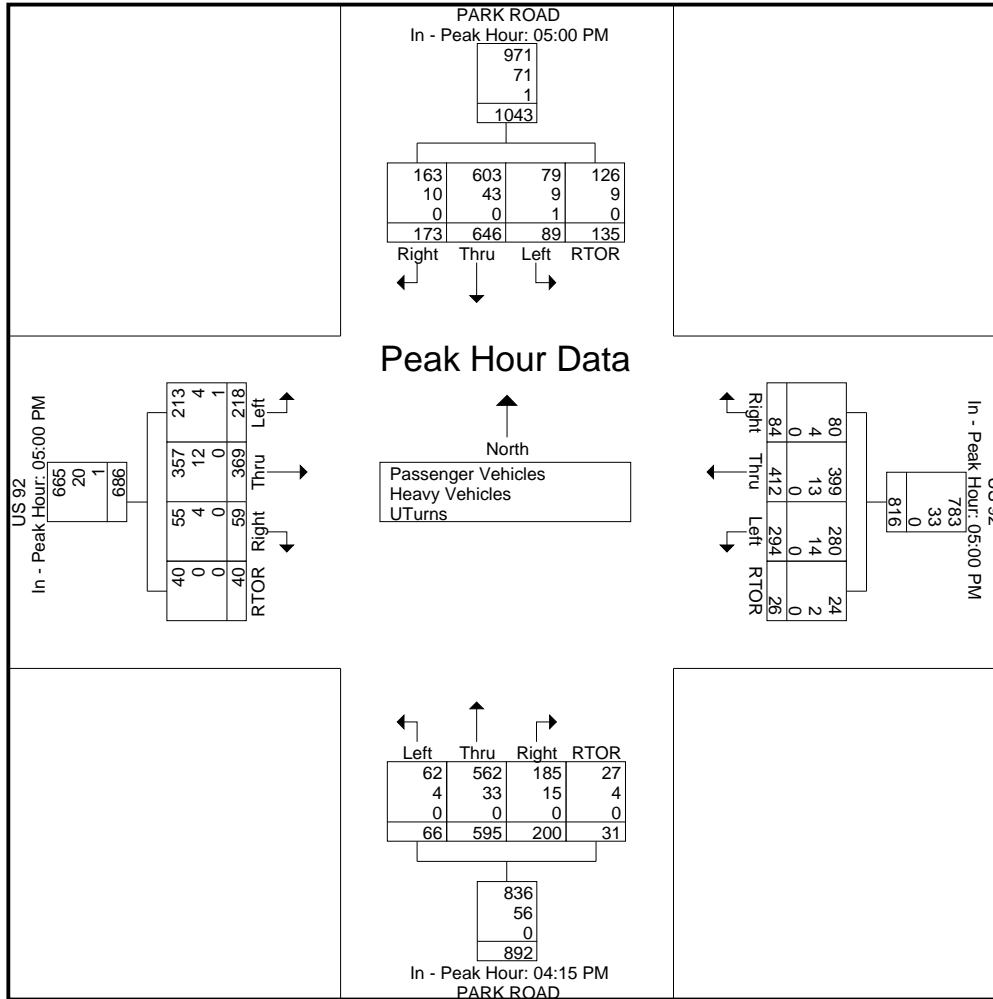 PARK ROAD
In - Peak Hour: 05:00 PM
971
71
1
1043
163 603 79 126
10 43 9 9
0 0 1 0
173 646 89 135
Right Thru Left RTOR
Peak Hour Data
North
Passenger Vehicles
Heavy Vehicles
UTurns
US 92
In - Peak Hour: 05:00 PM
665
20
1
686
213 357 55 40
4 12 4 0
1 0 0 0
218 369 59 40
Left Thru Right RTOR
US 92
In - Peak Hour: 05:00 PM
783
33
0
816
80 399 280 24
4 13 14 2
0 0 0 0
84 412 294 26
Right Thru Left RTOR
Left Thru Right RTOR
62 562 185 27
4 33 15 4
0 0 0 0
66 595 200 31
836
56
0
892
In - Peak Hour: 04:15 PM
PARK ROAD